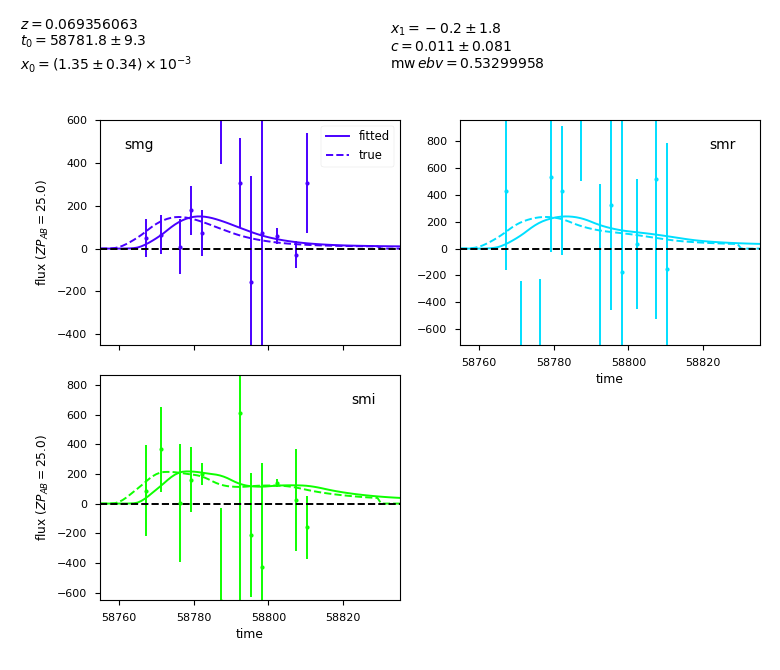 z = 0.069356063
t₀ = 58781.8 ± 9.3
x₀ = (1.35 ± 0.34) × 10⁻³
x₁ = −0.2 ± 1.8
c = 0.011 ± 0.081
mw ebv = 0.53299958
600
400
200
0
−200
−400
flux (ZP_AB = 25.0)
smg
fitted
true
800
600
400
200
0
−200
−400
−600
smr
58760
58780
58800
58820
time
800
600
400
200
0
−200
−400
−600
flux (ZP_AB = 25.0)
smi
58760
58780
58800
58820
time